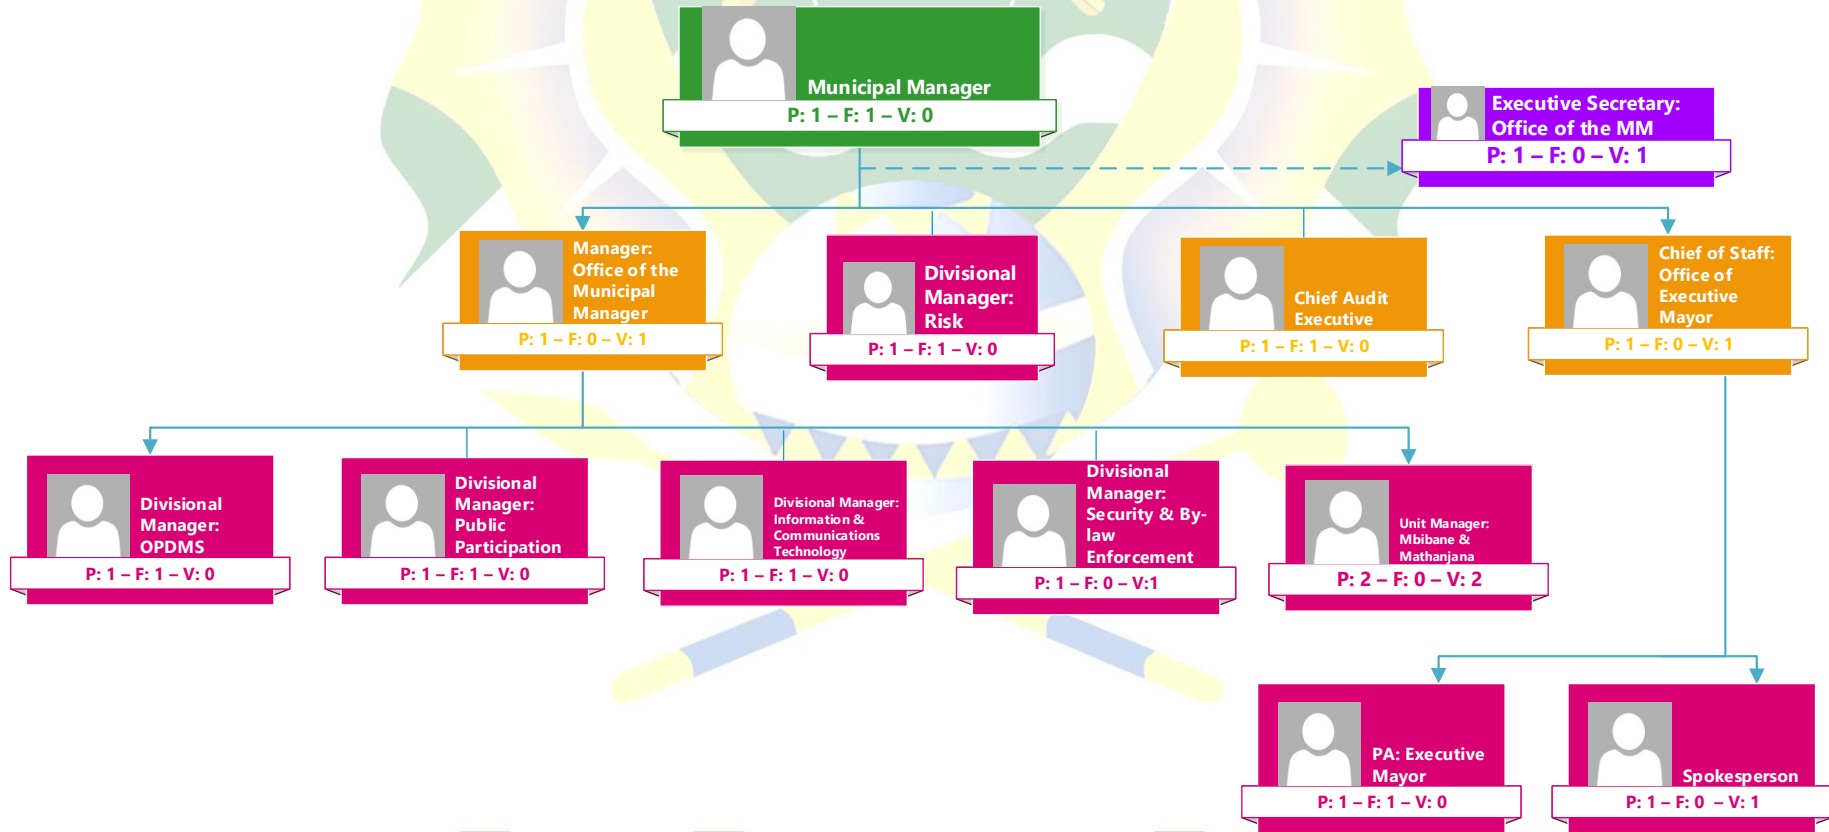 Municipal Manager
P: 1 – F: 1 – V: 0
Executive Secretary:
Office of the MM
P: 1 – F: 0 – V: 1
Manager:
Office of the
Municipal
Manager
P: 1 – F: 0 – V: 1
Divisional
Manager:
Risk
P: 1 – F: 1 – V: 0
Chief Audit
Executive
P: 1 – F: 1 – V: 0
Chief of Staff:
Office of
Executive
Mayor
P: 1 – F: 0 – V: 1
Divisional
Manager:
OPDMS
P: 1 – F: 1 – V: 0
Divisional
Manager:
Public
Participation
P: 1 – F: 1 – V: 0
Divisional Manager:
Information &
Communications
Technology
P: 1 – F: 1 – V: 0
Divisional
Manager:
Security & By-
law
Enforcement
P: 1 – F: 0 – V:1
Unit Manager:
Mbibane &
Mathanjana
P: 2 – F: 0 – V: 2
PA: Executive
Mayor
P: 1 – F: 1 – V: 0
Spokesperson
P: 1 – F: 0 – V: 1